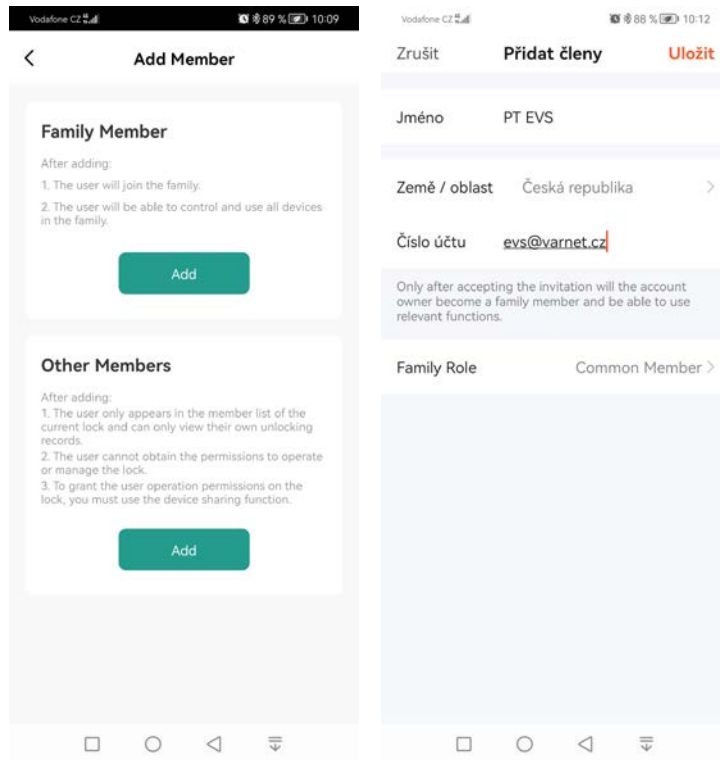 Vodafone CZ 89 % 10:09
Add Member
Family Member
After adding:
1. The user will join the family.
2. The user will be able to control and use all devices
in the family.
Add
Other Members
After adding:
1. The user only appears in the member list of the
current lock and can only view their own unlocking
records.
2. The user cannot obtain the permissions to operate
or manage the lock.
3. To grant the user operation permissions on the
lock, you must use the device sharing function.
Add
Vodafone CZ 88 % 10:12
Zrušit Přidat členy Uložit
Jméno PT EVS
Země / oblast Česká republika
Číslo účtu evs@varnet.cz
Only after accepting the invitation will the account
owner become a family member and be able to use
relevant functions.
Family Role Common Member